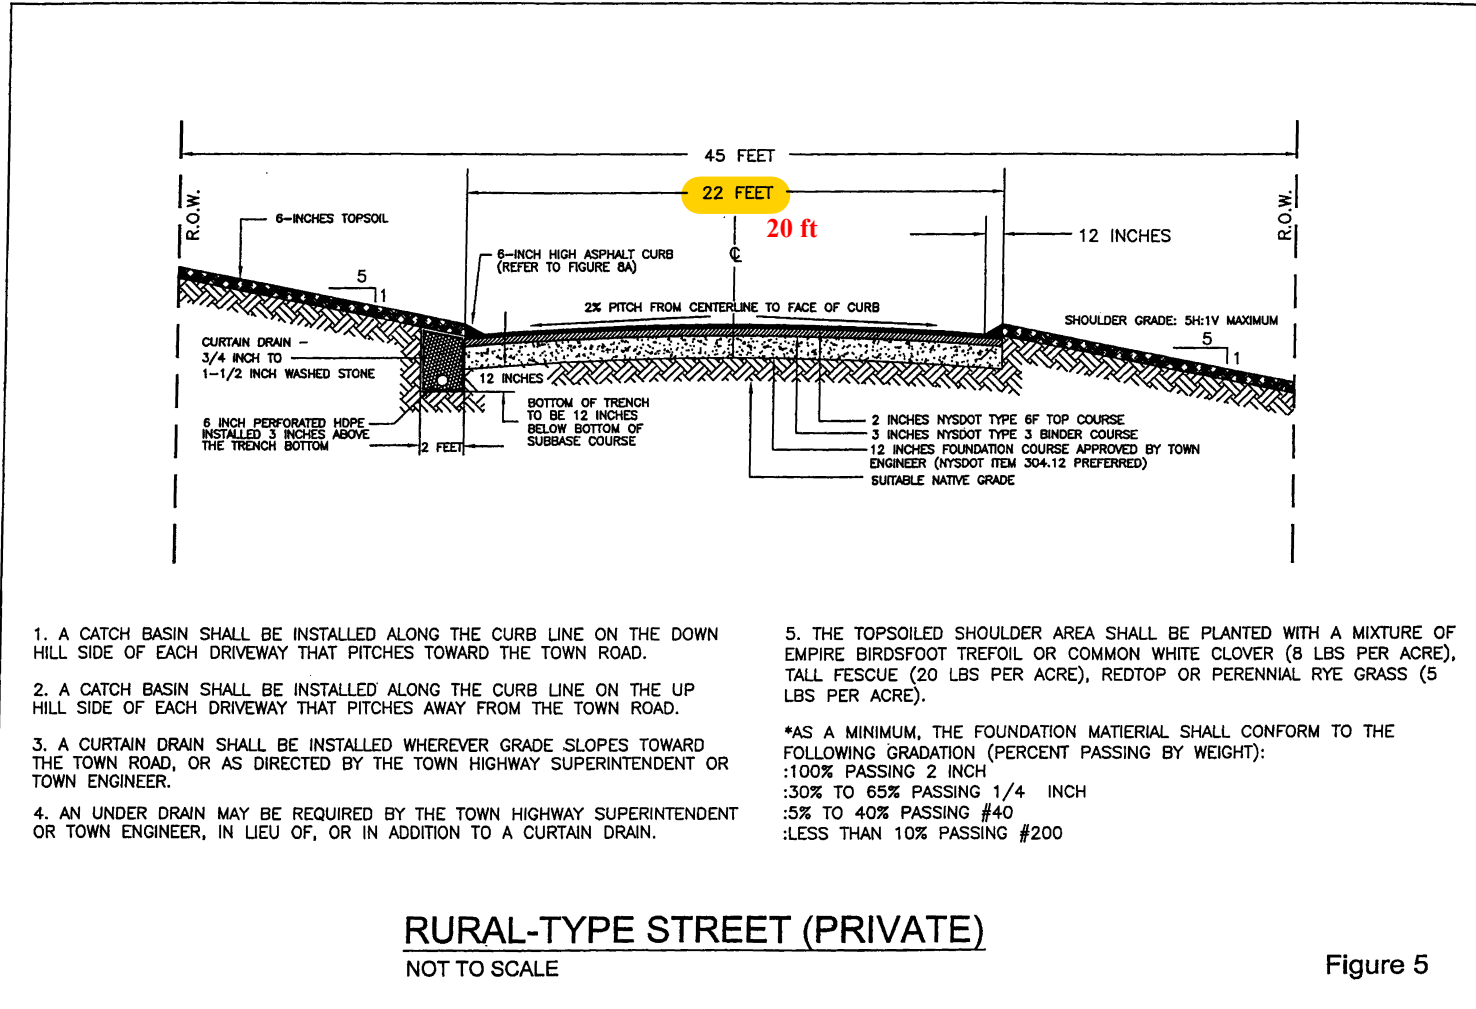 45 FEET
22 FEET
20 ft
R.O.W.
R.O.W.
6-INCHES TOPSOIL
12 INCHES
6-INCH HIGH ASPHALT CURB
(REFER TO FIGURE 8A)
℄
5
1
2% PITCH FROM CENTERLINE TO FACE OF CURB
SHOULDER GRADE: 5H:1V MAXIMUM
5
1
CURTAIN DRAIN -
3/4 INCH TO
1-1/2 INCH WASHED STONE
12 INCHES
BOTTOM OF TRENCH
TO BE 12 INCHES
BELOW BOTTOM OF
SUBBASE COURSE
6 INCH PERFORATED HDPE
INSTALLED 3 INCHES ABOVE
THE TRENCH BOTTOM
2 FEET
2 INCHES NYSDOT TYPE 6F TOP COURSE
3 INCHES NYSDOT TYPE 3 BINDER COURSE
12 INCHES FOUNDATION COURSE APPROVED BY TOWN
ENGINEER (NYSDOT ITEM 304.12 PREFERRED)
SUITABLE NATIVE GRADE
1. A CATCH BASIN SHALL BE INSTALLED ALONG THE CURB LINE ON THE DOWN
HILL SIDE OF EACH DRIVEWAY THAT PITCHES TOWARD THE TOWN ROAD.
2. A CATCH BASIN SHALL BE INSTALLED ALONG THE CURB LINE ON THE UP
HILL SIDE OF EACH DRIVEWAY THAT PITCHES AWAY FROM THE TOWN ROAD.
3. A CURTAIN DRAIN SHALL BE INSTALLED WHEREVER GRADE SLOPES TOWARD
THE TOWN ROAD, OR AS DIRECTED BY THE TOWN HIGHWAY SUPERINTENDENT OR
TOWN ENGINEER.
4. AN UNDER DRAIN MAY BE REQUIRED BY THE TOWN HIGHWAY SUPERINTENDENT
OR TOWN ENGINEER, IN LIEU OF, OR IN ADDITION TO A CURTAIN DRAIN.
5. THE TOPSOILED SHOULDER AREA SHALL BE PLANTED WITH A MIXTURE OF
EMPIRE BIRDSFOOT TREFOIL OR COMMON WHITE CLOVER (8 LBS PER ACRE),
TALL FESCUE (20 LBS PER ACRE), REDTOP OR PERENNIAL RYE GRASS (5
LBS PER ACRE).
*AS A MINIMUM, THE FOUNDATION MATIERIAL SHALL CONFORM TO THE
FOLLOWING GRADATION (PERCENT PASSING BY WEIGHT):
:100% PASSING 2 INCH
:30% TO 65% PASSING 1/4 INCH
:5% TO 40% PASSING #40
:LESS THAN 10% PASSING #200
RURAL-TYPE STREET (PRIVATE)
NOT TO SCALE
Figure 5